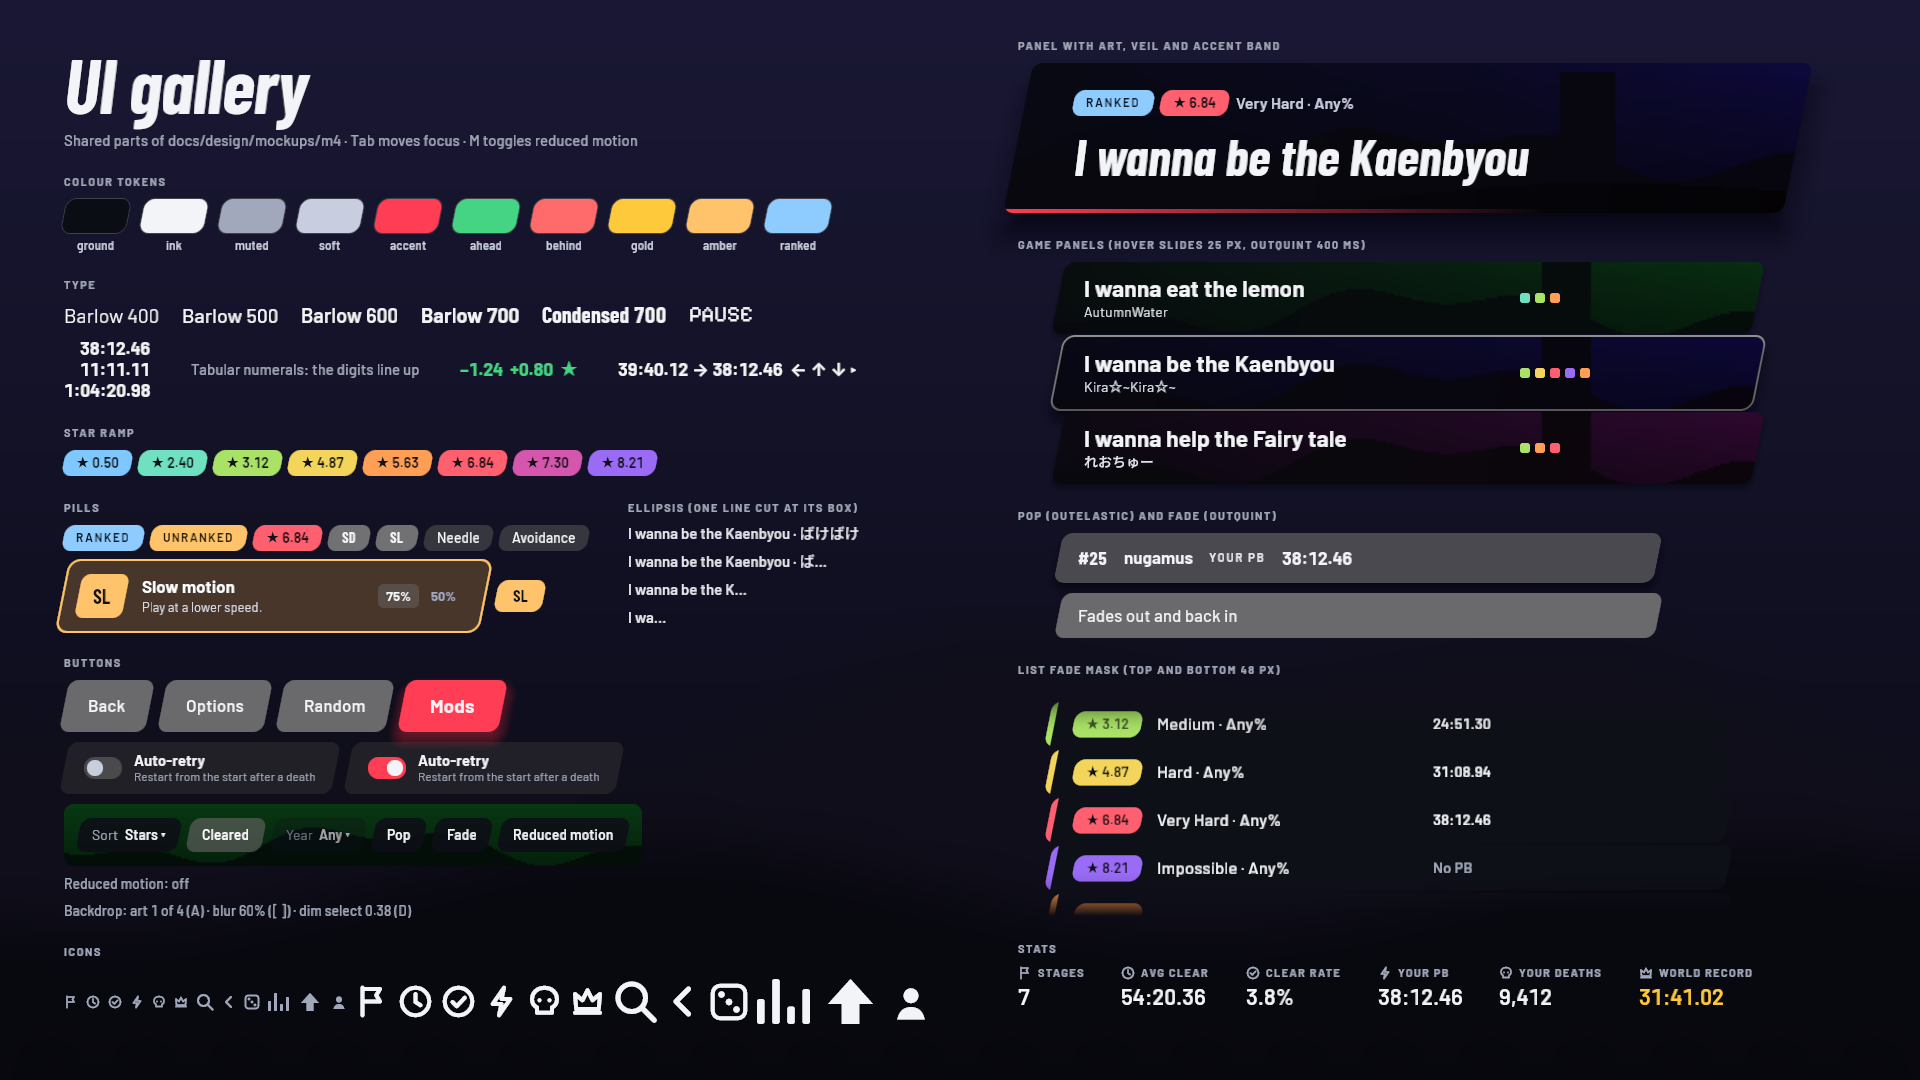 UI gallery
Shared parts of docs/design/mockups/m4 · Tab moves focus · M toggles reduced motion
COLOUR TOKENS
ground ink muted soft accent ahead behind gold amber ranked
TYPE
Barlow 400 Barlow 500 Barlow 600 Barlow 700 Condensed 700 PAUSE
38:12.46
11:11.11
1:04:20.98
Tabular numerals: the digits line up −1.24 +0.80 ★ 39:40.12 → 38:12.46 ← ↑ ↓ ▸
STAR RAMP
★ 0.50 ★ 2.40 ★ 3.12 ★ 4.87 ★ 5.63 ★ 6.84 ★ 7.30 ★ 8.21
PILLS
RANKED UNRANKED ★ 6.84 SD SL Needle Avoidance
SL Slow motion 75% 50% SL
Play at a lower speed.
ELLIPSIS (ONE LINE CUT AT ITS BOX)
I wanna be the Kaenbyou · ばけばけ
I wanna be the Kaenbyou · ば…
I wanna be the K…
I wa…
BUTTONS
Back Options Random Mods
Auto-retry
Restart from the start after a death
Auto-retry
Restart from the start after a death
Sort Stars ▾ Cleared Year Any ▾ Pop Fade Reduced motion
Reduced motion: off
Backdrop: art 1 of 4 (A) · blur 60% ([ ]) · dim select 0.38 (D)
ICONS
PANEL WITH ART, VEIL AND ACCENT BAND
RANKED ★ 6.84 Very Hard · Any%
I wanna be the Kaenbyou
GAME PANELS (HOVER SLIDES 25 PX, OUTQUINT 400 MS)
I wanna eat the lemon
AutumnWater
I wanna be the Kaenbyou
Kira☆~Kira☆~
I wanna help the Fairy tale
れおちゅー
POP (OUTELASTIC) AND FADE (OUTQUINT)
#25 nugamus YOUR PB 38:12.46
Fades out and back in
LIST FADE MASK (TOP AND BOTTOM 48 PX)
★ 3.12 Medium · Any% 24:51.30
★ 4.87 Hard · Any% 31:08.94
★ 6.84 Very Hard · Any% 38:12.46
★ 8.21 Impossible · Any% No PB
STATS
STAGES AVG CLEAR CLEAR RATE YOUR PB YOUR DEATHS WORLD RECORD
7 54:20.36 3.8% 38:12.46 9,412 31:41.02